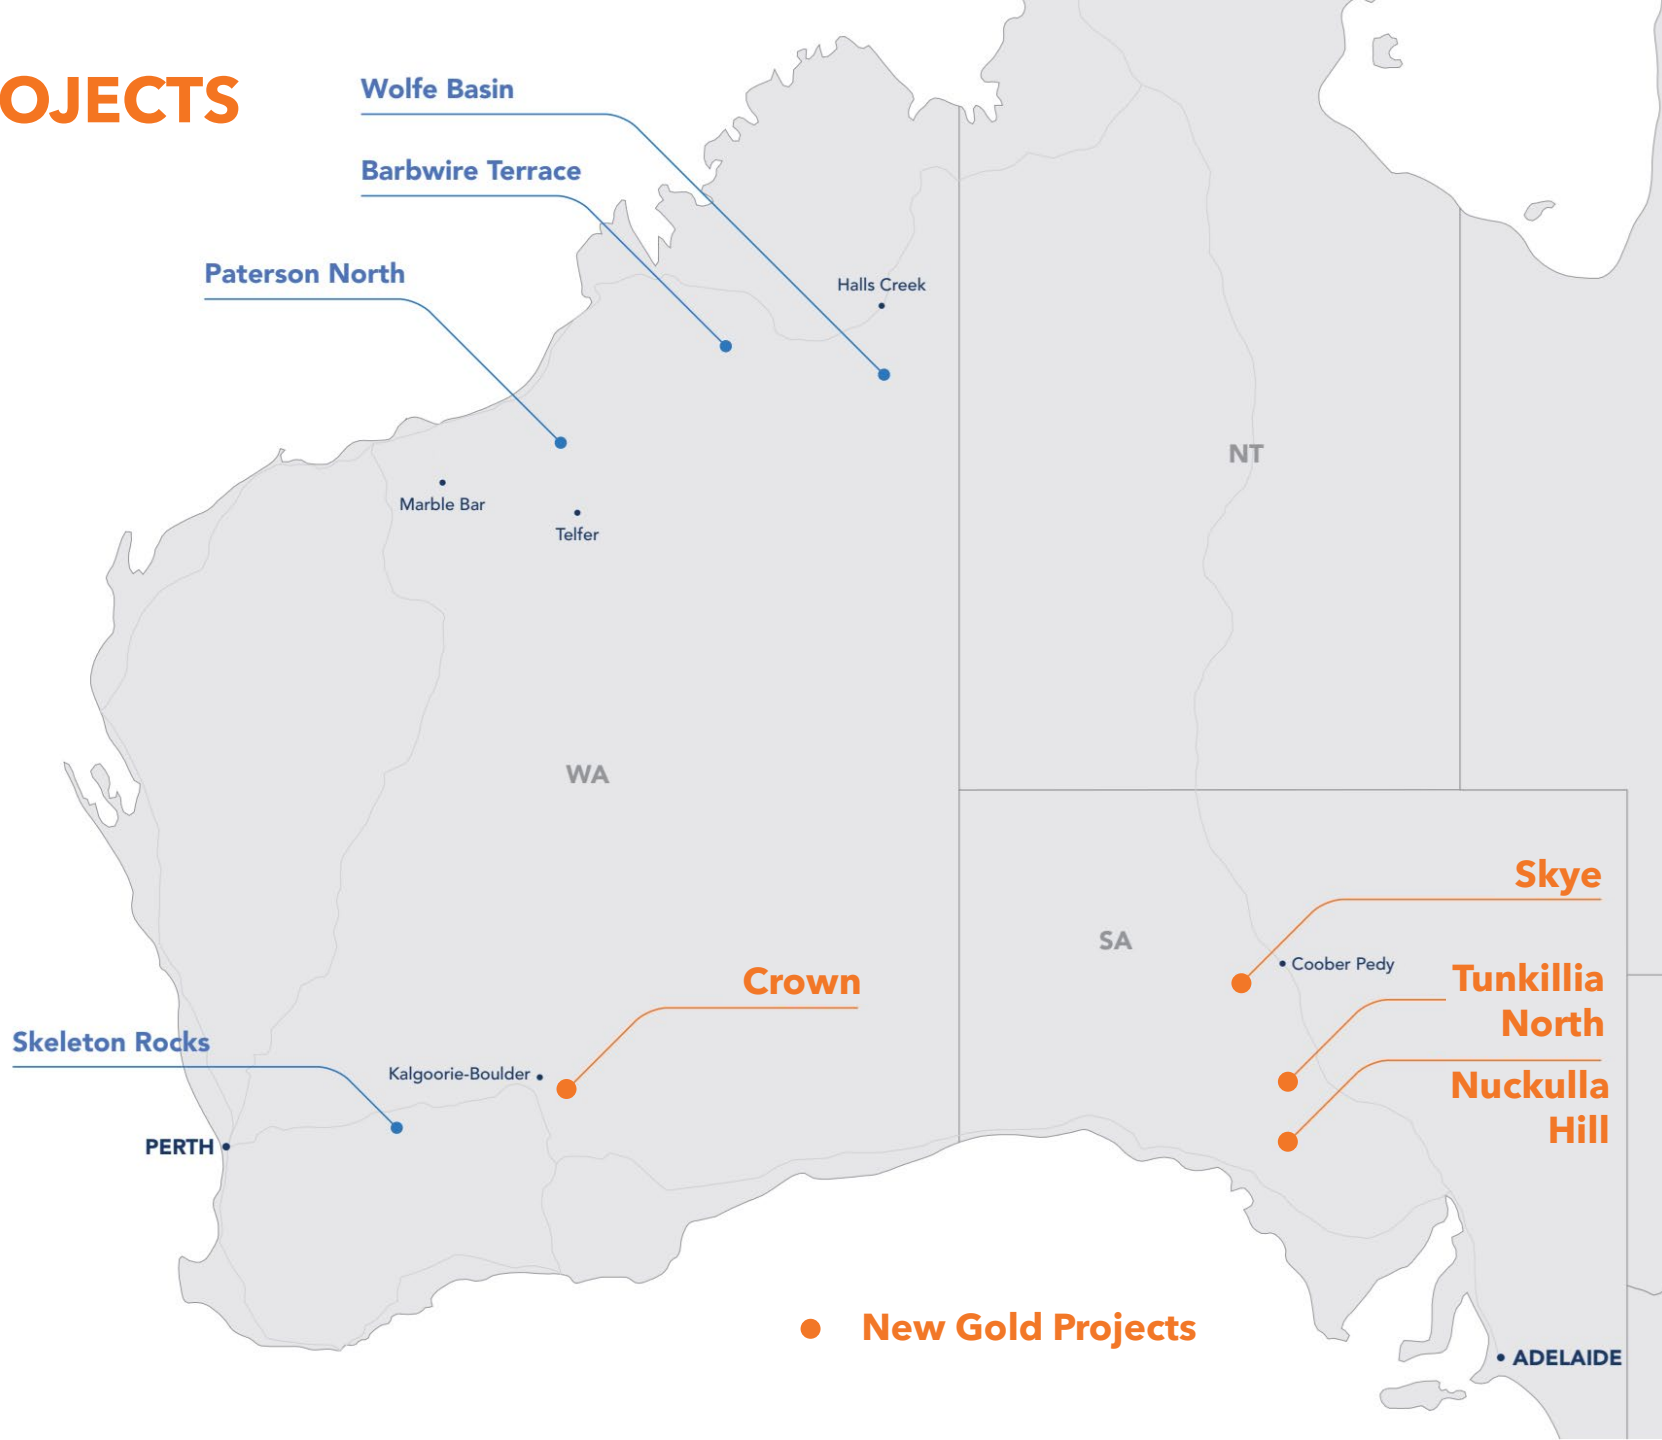 OJECTS
Wolfe Basin
Barbwire Terrace
Paterson North
Halls Creek
Marble Bar
Telfer
NT
WA
Skye
SA
Coober Pedy
Tunkillia
North
Crown
Skeleton Rocks
Kalgoorie-Boulder
Nuckulla
Hill
PERTH
New Gold Projects
ADELAIDE